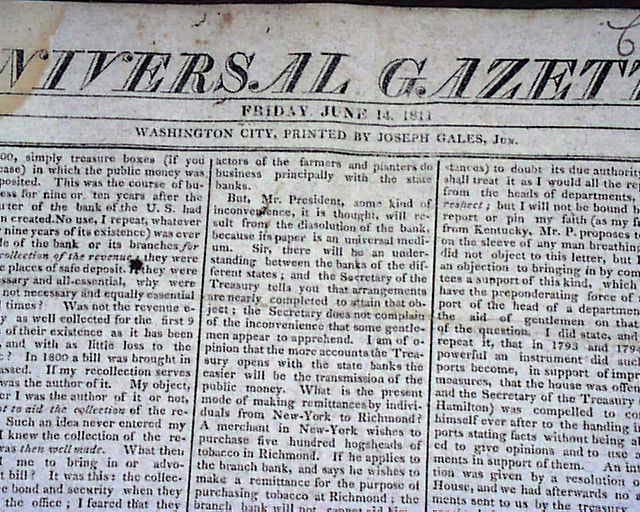 NIVERSAL GAZETT
FRIDAY, JUNE 14, 1811
WASHINGTON CITY, PRINTED BY JOSEPH GALES, Jun.
00, simply treasure boxes (if you
ease) in which the public money was
posited. This was the course of bu-
ess for nine or ten years after the
arter of the bank of the U. S. had
n created. No use, I repeat, whatever
r nine years of its existence) was ever
de of the bank or its branches for
collection of the revenue; they were
e places of safe deposit. If they were
ssary and all-essential, why were
not necessary and equally essential
l times? Was not the revenue e-
y as well collected for the first 9
of their existence as it has been
, and with as little loss to the
c? In 1800 a bill was brought in
assed. If my recollection serves
was the author of it. My object,
er I was the author of it or not,
ot to aid the collection of the re-
Such an idea never entered my
I knew the collection of the re-
was then well made. What then
l me to bring in or advo-
t bill? It was this: the collec-
e bond and security when they
the office; I feared that they
actors of the farmers and planters do
business principally with the state
banks.
But, Mr. President, some kind of
inconvenience, it is thought, will re-
sult from the dissolution of the bank,
because its paper is an universal medi-
um. Sir, there will be an under-
standing between the banks of the dif-
ferent states; and the Secretary of the
Treasury tells you that arrangements
are nearly completed to attain that ob-
ject; the Secretary does not complain
of the inconvenience that some gentle-
men appear to apprehend. I am of o-
pinion that the more accounts the Trea-
sury opens with the state banks the
easier will be the transmission of the
public money. What is the present
mode of making remittances by indivi-
duals from New-York to Richmond?
A merchant in New-York wishes to
purchase five hundred hogsheads of
tobacco in Richmond. If he applies to
the branch bank, and says he wishes to
make a remittance for the purpose of
purchasing tobacco at Richmond; the
branch bank will not
stances) to doubt its due authority
shall treat it as I would all the re
from the heads of departments,
respect; but I will not be bound
report or pin my faith (as my f
from Kentucky, Mr. P. proposes
on the sleeve of any man breathin
did not object to this letter, but I
an objection to bringing in by com
tees a support of this kind, which
have the preponderating force of
port of the head of a department
the aid of gentlemen on that
of the question. I did state, and
repeat it, that in 1793 and 1794
powerful an instrument did suc
ports become, in support of imp
measures, that the house was oblig
and the Secretary of the Treasury
Hamilton) was compelled to co
himself ever after to the handing in
ports stating facts without being al
ed to give opinions and to use
ments in support of them. An in
tion was given by a resolution o
House, and we had afterwards no
ments sent to us by the treasury